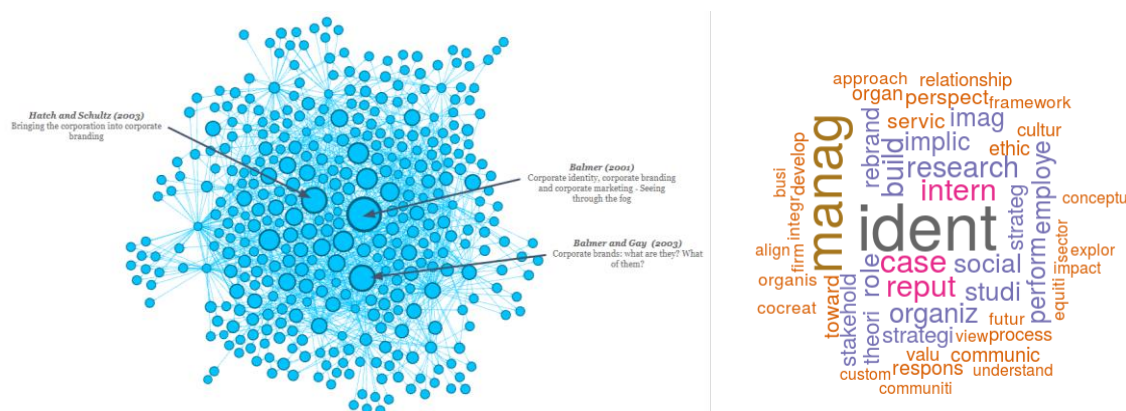 Hatch and Schultz (2003)
Bringing the corporation into corporate
branding
Balmer (2001)
Corporate identity, corporate branding
and corporate marketing - Seeing
through the fog
Balmer and Gay (2003)
Corporate brands: what are they? What
of them?
approach
relationship
organ
perspect
framework
servic
imag
cultur
rebrand
build
implic
ethic
employe
busi
develop
manag
research
intern
strateg
conceptu
integr
ident
align
firm
case
social
perform
sector
explor
impact
organis
role
reput
studi
equiti
cocreat
toward
stakehold
theori
organiz
futur
strategi
view
process
valu
communic
custom
respons
understand
communiti